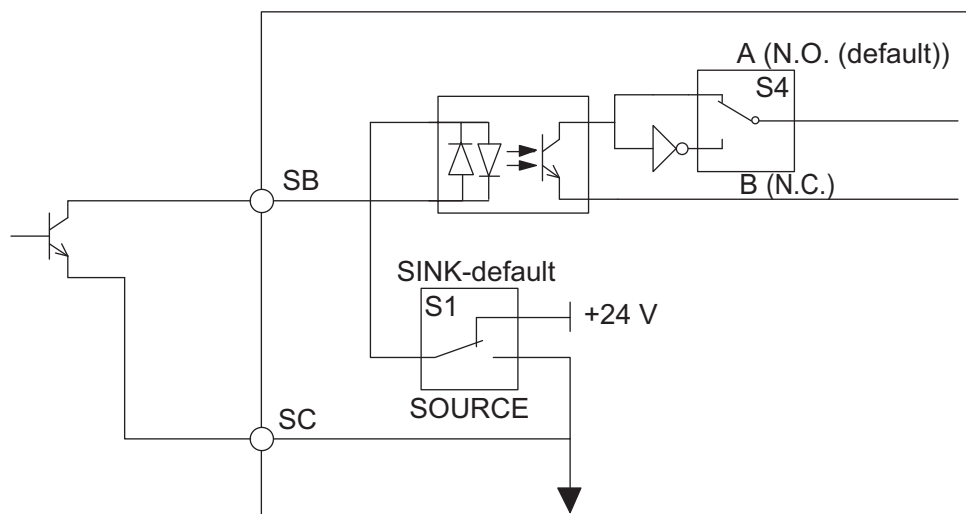 A (N.O. (default))
S4
SB
B (N.C.)
SINK-default
S1
+24 V
SOURCE
SC